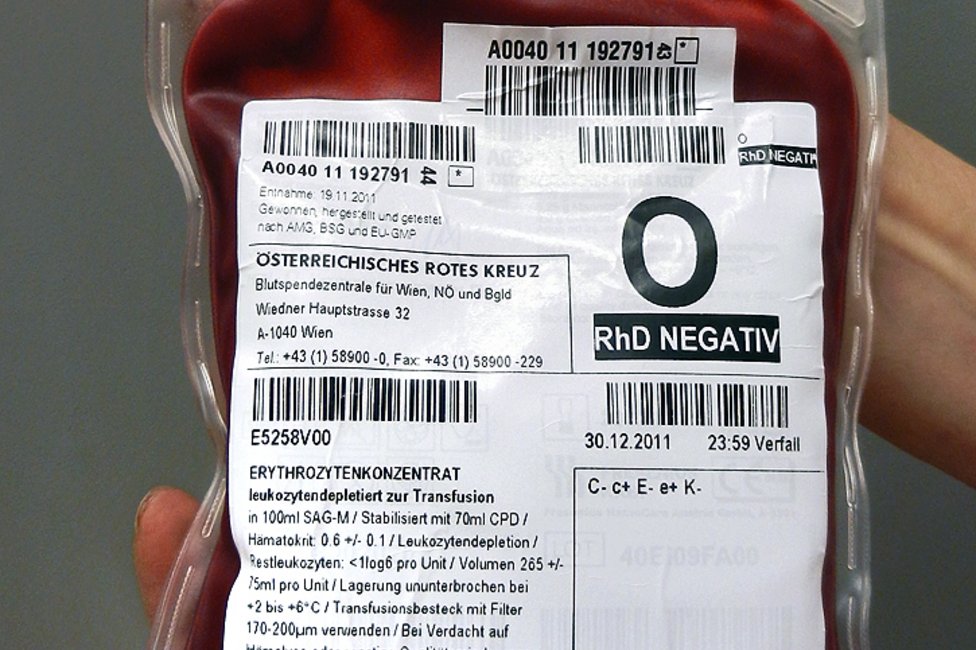 A0040 11 192791 43 *
A0040 11 192791 44 *
O
RhD NEGATIV
Entnahme: 19.11.2011
Gewonnen, hergestellt und getestet
nach AMG, BSG und EU-GMP
O
RhD NEGATIV
ÖSTERREICHISCHES ROTES KREUZ
Blutspendezentrale für Wien, NÖ und Bgld
Wiedner Hauptstrasse 32
A-1040 Wien
Tel.: +43 (1) 58900 -0, Fax: +43 (1) 58900 -229
E5258V00
30.12.2011 23:59 Verfall
ERYTHROZYTENKONZENTRAT
leukozytendepletiert zur Transfusion
in 100ml SAG-M / Stabilisiert mit 70ml CPD /
Hämatokrit: 0.6 +/- 0.1 / Leukozytendepletion /
Restleukozyten: <1log6 pro Unit / Volumen 265 +/-
75ml pro Unit / Lagerung ununterbrochen bei
+2 bis +6°C / Transfusionsbesteck mit Filter
170-200µm verwenden / Bei Verdacht auf
C- c+ E- e+ K-
LOT 40EI09FA00